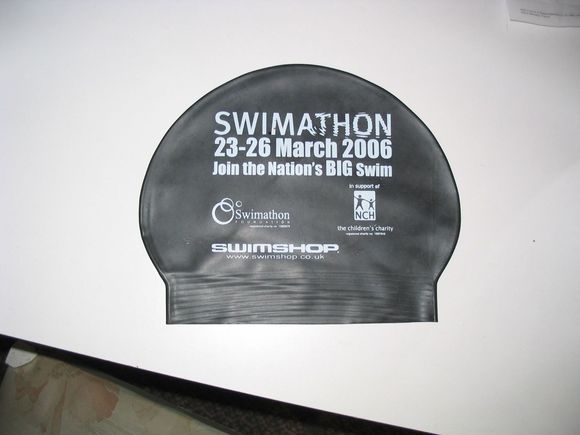 SWIMATHON
23-26 March 2006
Join the Nation's BIG Swim
in support of
NCH
the children's charity
Swimathon
FOUNDATION
SWIMSHOP
www.swimshop.co.uk